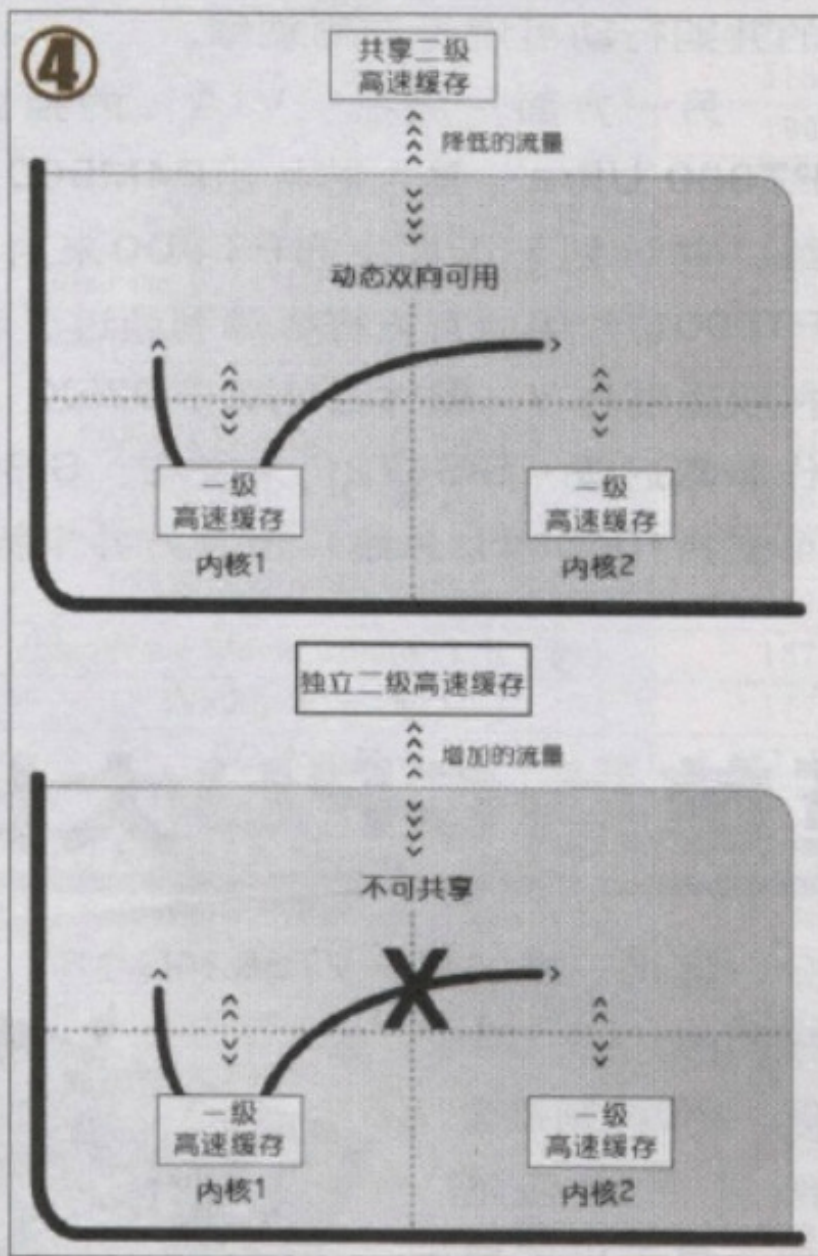 ④
共享二级
高速缓存
降低的流量
动态双向可用
一级
高速缓存
内核1
一级
高速缓存
内核2
独立二级高速缓存
增加的流量
不可共享
X
一级
高速缓存
内核1
一级
高速缓存
内核2